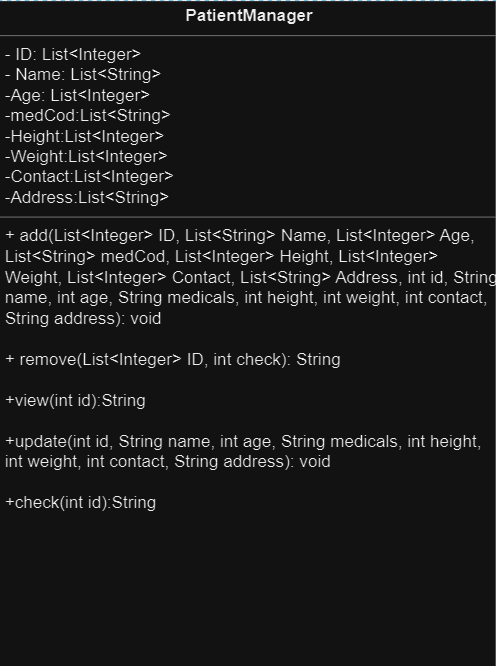 PatientManager
- ID: List<Integer>
- Name: List<String>
-Age: List<Integer>
-medCod:List<String>
-Height:List<Integer>
-Weight:List<Integer>
-Contact:List<Integer>
-Address:List<String>
+ add(List<Integer> ID, List<String> Name, List<Integer> Age,
List<String> medCod, List<Integer> Height, List<Integer>
Weight, List<Integer> Contact, List<String> Address, int id, String
name, int age, String medicals, int height, int weight, int contact,
String address): void
+ remove(List<Integer> ID, int check): String
+view(int id):String
+update(int id, String name, int age, String medicals, int height,
int weight, int contact, String address): void
+check(int id):String